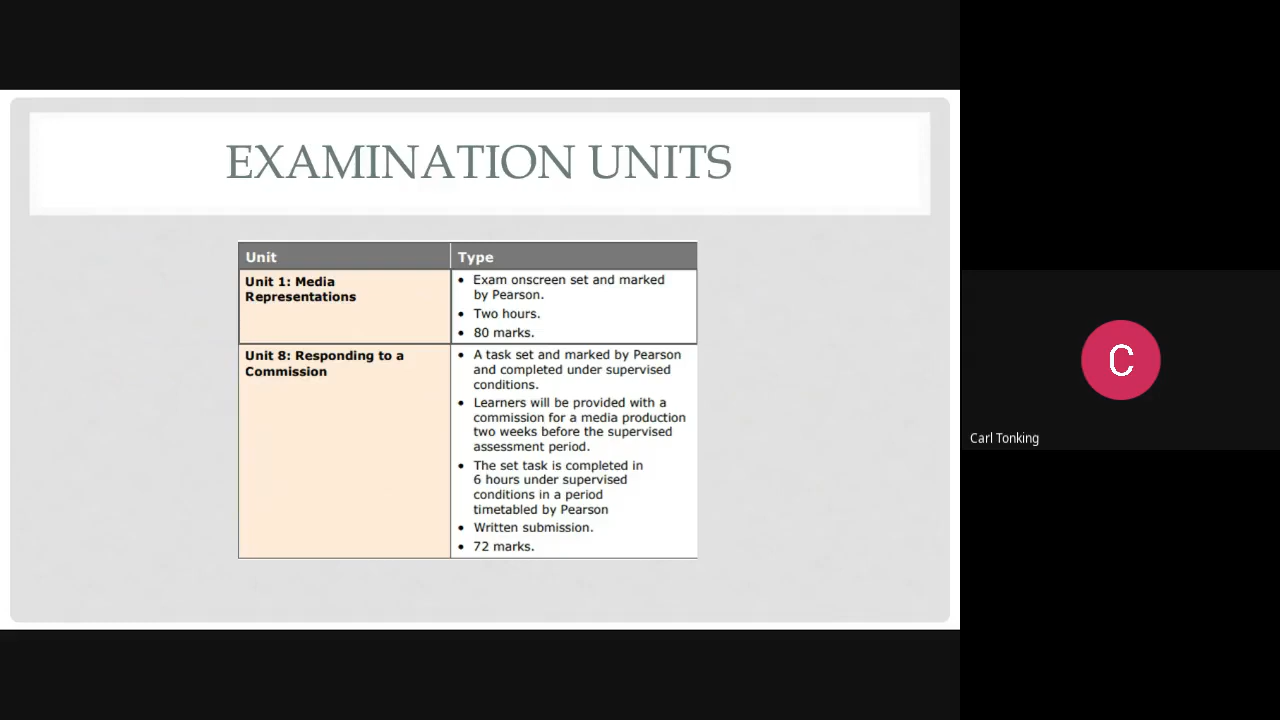 EXAMINATION UNITS
Unit
Type
Unit 1: Media
Representations
• Exam onscreen set and marked
by Pearson.
• Two hours.
• 80 marks.
Unit 8: Responding to a
Commission
• A task set and marked by Pearson
and completed under supervised
conditions.
• Learners will be provided with a
commission for a media production
two weeks before the supervised
assessment period.
• The set task is completed in
6 hours under supervised
conditions in a period
timetabled by Pearson
• Written submission.
• 72 marks.
C
Carl Tonking